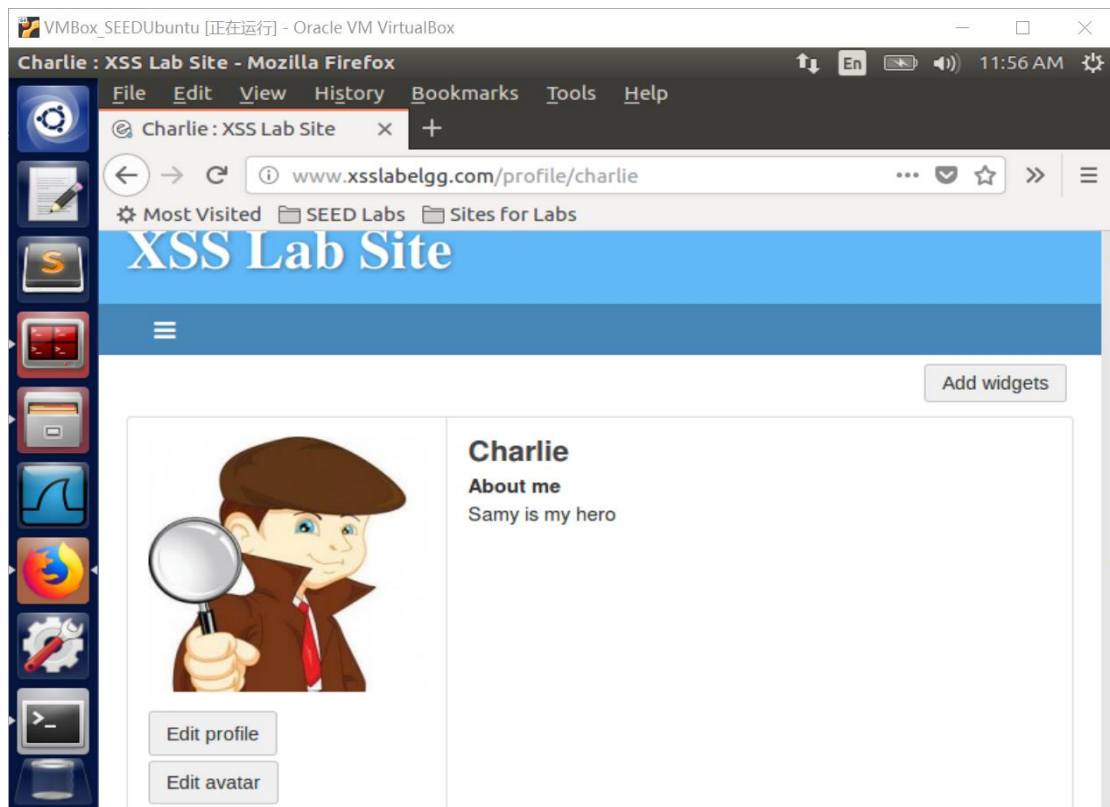 VMBox_SEEDUbuntu [正在运行] - Oracle VM VirtualBox
Charlie : XSS Lab Site - Mozilla Firefox En 11:56 AM
File Edit View History Bookmarks Tools Help
Charlie : XSS Lab Site
www.xsslabelgg.com/profile/charlie
Most Visited SEED Labs Sites for Labs
XSS Lab Site
Add widgets
Charlie
About me
Samy is my hero
Edit profile
Edit avatar